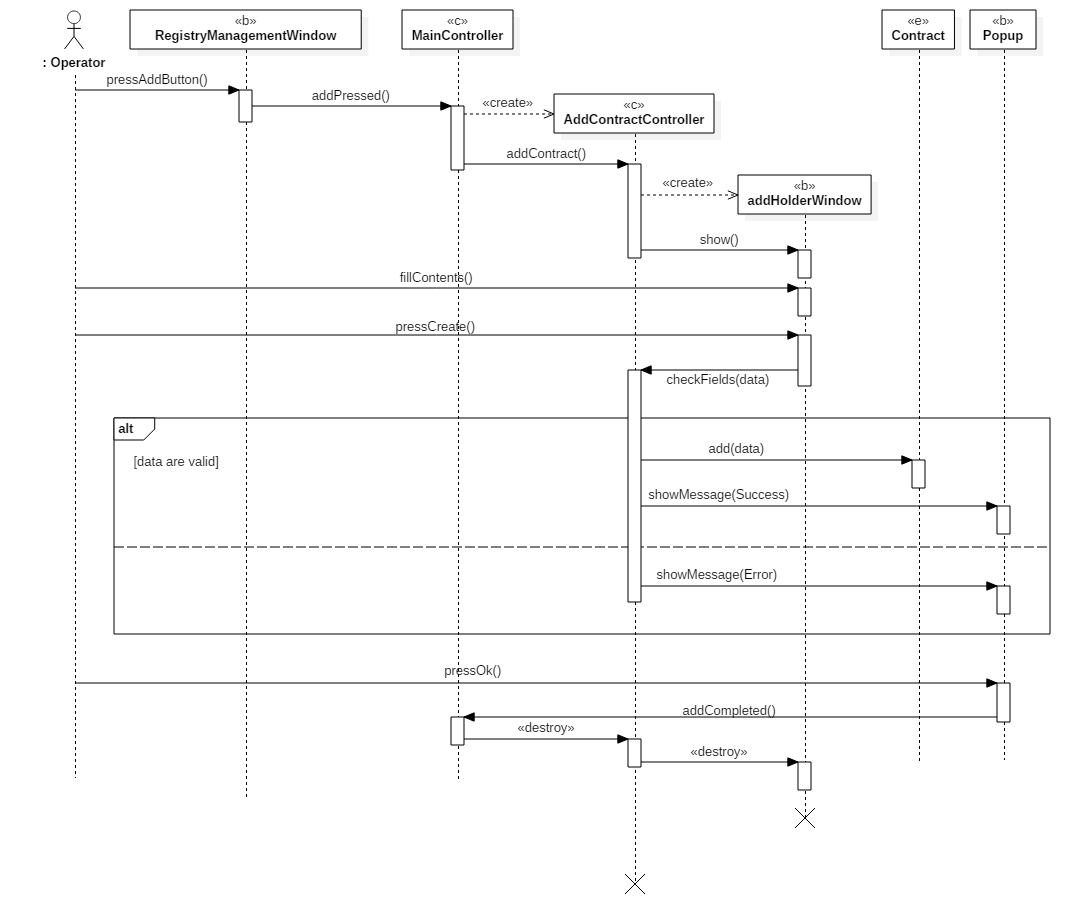 «b»
RegistryManagementWindow
«c»
MainController
«e»
Contract
«b»
Popup
: Operator
pressAddButton()
addPressed()
«create»
«c»
AddContractController
addContract()
«create»
«b»
addHolderWindow
show()
fillContents()
pressCreate()
checkFields(data)
alt
[data are valid]
add(data)
showMessage(Success)
showMessage(Error)
pressOk()
addCompleted()
«destroy»
«destroy»